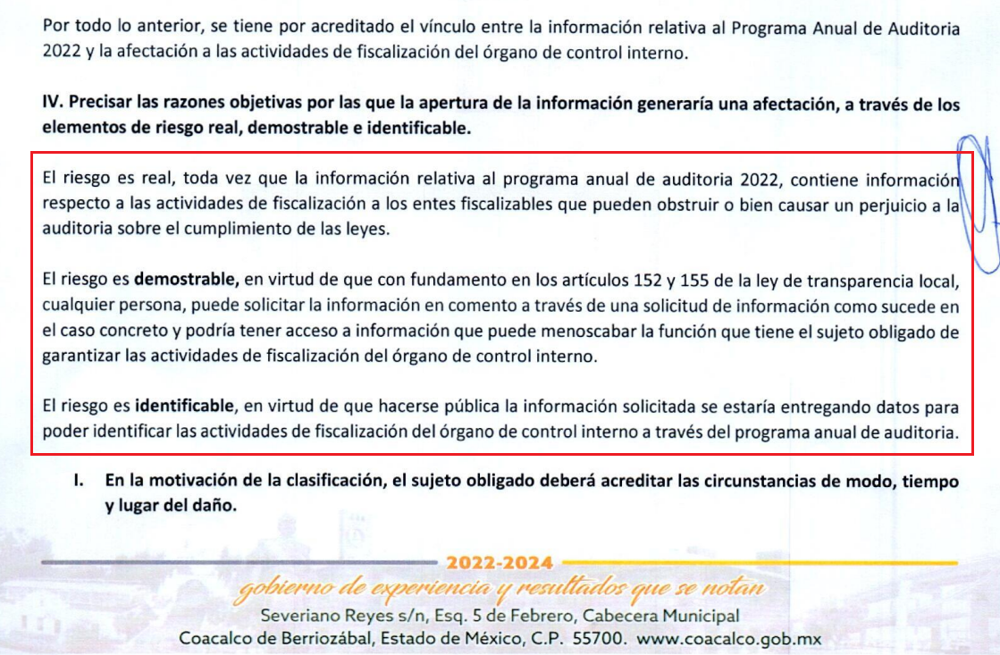 Por todo lo anterior, se tiene por acreditado el vínculo entre la información relativa al Programa Anual de Auditoria
2022 y la afectación a las actividades de fiscalización del órgano de control interno.
IV. Precisar las razones objetivas por las que la apertura de la información generaría una afectación, a través de los
elementos de riesgo real, demostrable e identificable.
El riesgo es real, toda vez que la información relativa al programa anual de auditoria 2022, contiene información
respecto a las actividades de fiscalización a los entes fiscalizables que pueden obstruir o bien causar un perjuicio a la
auditoria sobre el cumplimiento de las leyes.
El riesgo es demostrable, en virtud de que con fundamento en los artículos 152 y 155 de la ley de transparencia local,
cualquier persona, puede solicitar la información en comento a través de una solicitud de información como sucede en
el caso concreto y podría tener acceso a información que puede menoscabar la función que tiene el sujeto obligado de
garantizar las actividades de fiscalización del órgano de control interno.
El riesgo es identificable, en virtud de que hacerse pública la información solicitada se estaría entregando datos para
poder identificar las actividades de fiscalización del órgano de control interno a través del programa anual de auditoria.
I. En la motivación de la clasificación, el sujeto obligado deberá acreditar las circunstancias de modo, tiempo
y lugar del daño.
2022-2024
gobierno de experiencia y resultados que se notan
Severiano Reyes s/n, Esq. 5 de Febrero, Cabecera Municipal
Coacalco de Berriozábal, Estado de México, C.P. 55700. www.coacalco.gob.mx